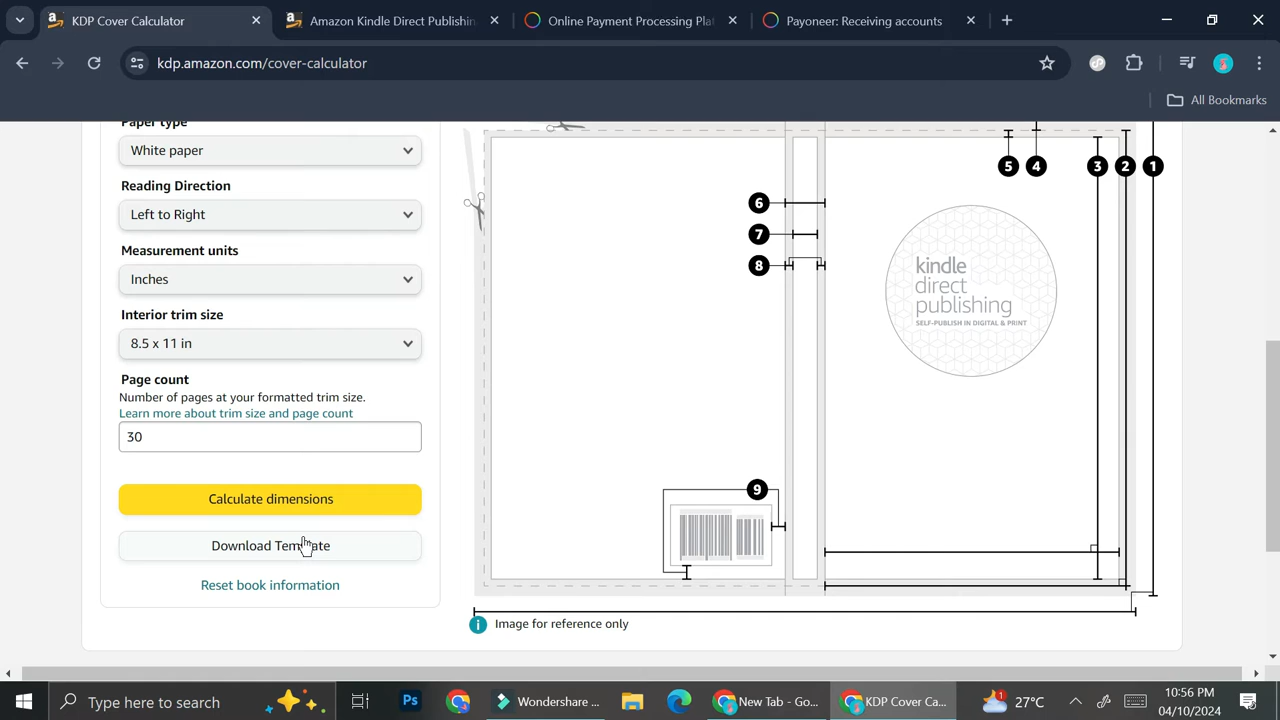 KDP Cover Calculator
Amazon Kindle Direct Publishin
Online Payment Processing Pla
Payoneer: Receiving accounts
kdp.amazon.com/cover-calculator
All Bookmarks
Paper type
White paper
Reading Direction
Left to Right
Measurement units
Inches
Interior trim size
8.5 x 11 in
Page count
Number of pages at your formatted trim size.
Learn more about trim size and page count
30
Calculate dimensions
Download Template
Reset book information
5 4 3 2 1
6
7
8
kindle
direct
publishing
SELF-PUBLISH IN DIGITAL & PRINT
9
i Image for reference only
Type here to search
Ps
Wondershare ...
New Tab - Go...
KDP Cover Ca...
1
27°C
10:56 PM
04/10/2024